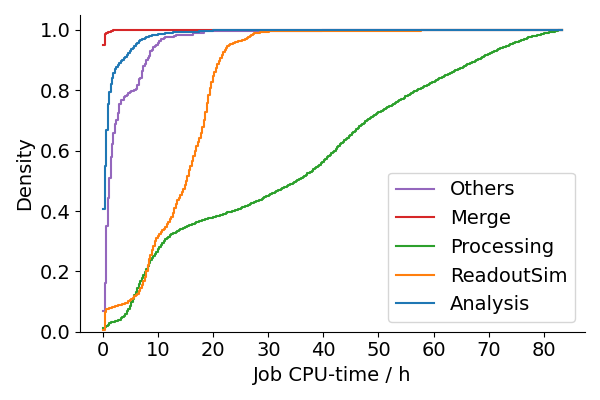 1.0
0.8
0.6
0.4
0.2
0.0
Density
0 10 20 30 40 50 60 70 80
Job CPU-time / h
Others
Merge
Processing
ReadoutSim
Analysis